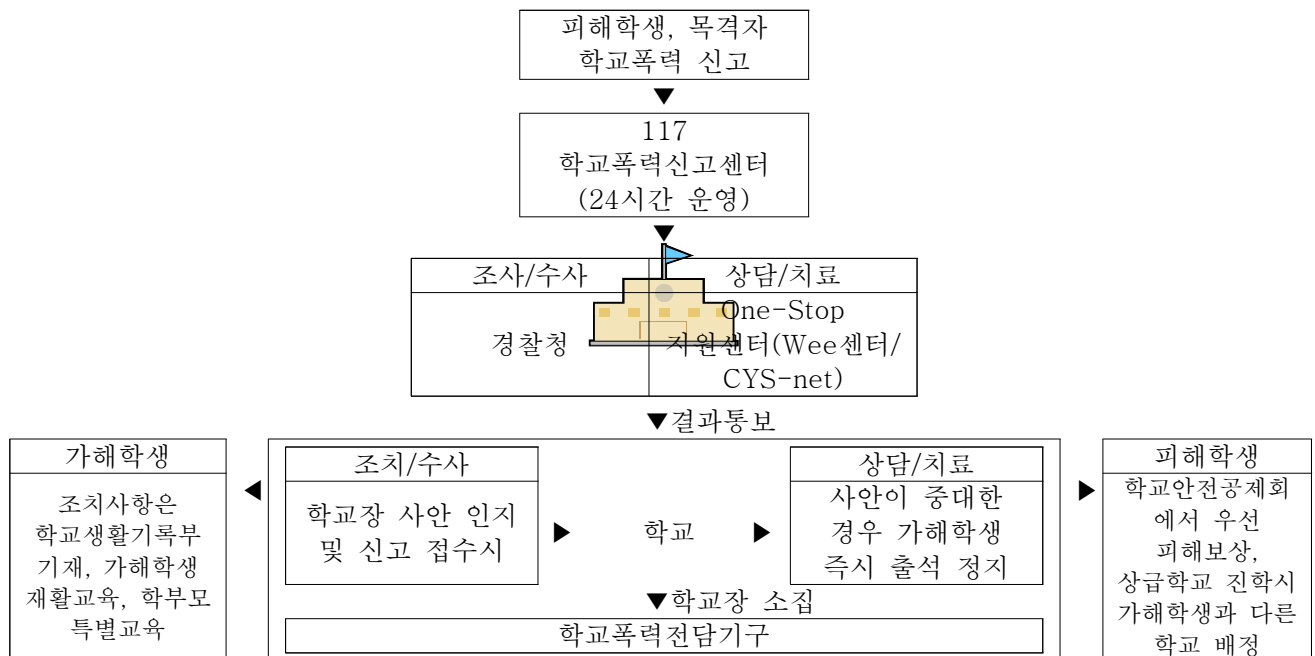 피해학생, 목격자
학교폭력 신고
▼
117
학교폭력신고센터
(24시간 운영)
▼
조사/수사
상담/치료
경찰청
One-Stop
지원센터(Wee센터/
CYS-net)
▼결과통보
가해학생
조치사항은
학교생활기록부
기재, 가해학생
재활교육, 학부모
특별교육
◀
조치/수사
학교장 사안 인지
및 신고 접수시
▶
학교
▶
상담/치료
사안이 중대한
경우 가해학생
즉시 출석 정지
▼학교장 소집
학교폭력전담기구
▶
피해학생
학교안전공제회
에서 우선
피해보상,
상급학교 진학시
가해학생과 다른
학교 배정